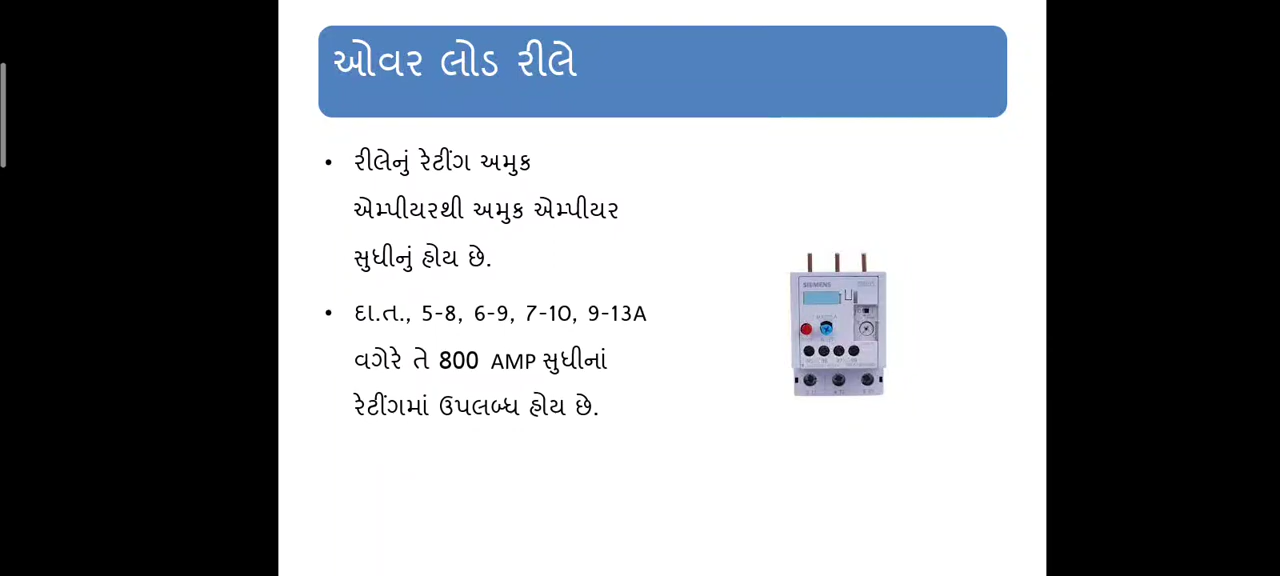 ઓવર લોડ રીલે
• રીલેનું રેટીંગ અમુક
એમ્પીયરથી અમુક એમ્પીયર
સુધીનું હોય છે.
• દા.ત., 5-8, 6-9, 7-10, 9-13A
વગેરે તે 800 AMP સુધીનાં
રેટીંગમાં ઉપલબ્ધ હોય છે.
SIEMENS